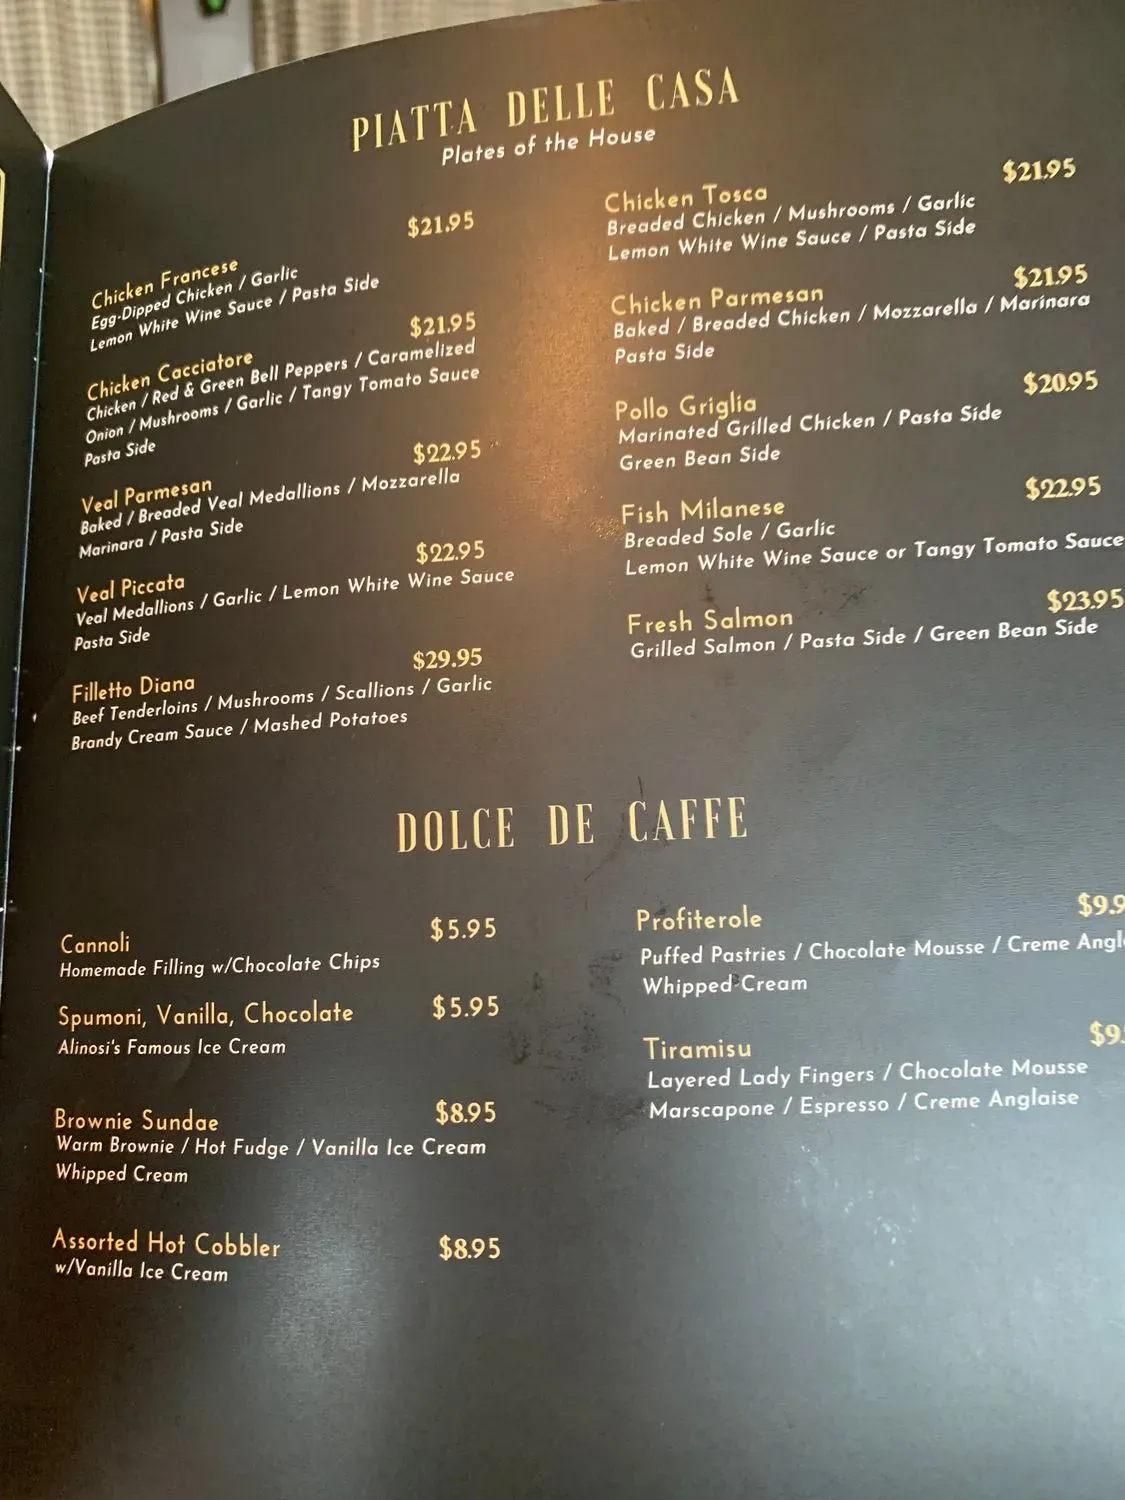 PIATTA DELLE CASA
Plates of the House
$21.95
Chicken Francese
Egg-Dipped Chicken / Garlic
Lemon White Wine Sauce / Pasta Side
$21.95
Chicken Cacciatore
Chicken / Red & Green Bell Peppers / Caramelized
Onion / Mushrooms / Garlic / Tangy Tomato Sauce
Pasta Side
$22.95
Veal Parmesan
Baked / Breaded Veal Medallions / Mozzarella
Marinara / Pasta Side
$22.95
Veal Piccata
Veal Medallions / Garlic / Lemon White Wine Sauce
Pasta Side
$29.95
Filletto Diana
Beef Tenderloins / Mushrooms / Scallions / Garlic
Brandy Cream Sauce / Mashed Potatoes
$21.95
Chicken Tosca
Breaded Chicken / Mushrooms / Garlic
Lemon White Wine Sauce / Pasta Side
$21.95
Chicken Parmesan
Baked / Breaded Chicken / Mozzarella / Marinara
Pasta Side
$20.95
Pollo Griglia
Marinated Grilled Chicken / Pasta Side
Green Bean Side
$22.95
Fish Milanese
Breaded Sole / Garlic
Lemon White Wine Sauce or Tangy Tomato Sauce
$23.95
Fresh Salmon
Grilled Salmon / Pasta Side / Green Bean Side
DOLCE DE CAFFE
Cannoli $5.95
Homemade Filling w/Chocolate Chips
Spumoni, Vanilla, Chocolate $5.95
Alinosi's Famous Ice Cream
Brownie Sundae $8.95
Warm Brownie / Hot Fudge / Vanilla Ice Cream
Whipped Cream
Assorted Hot Cobbler $8.95
w/Vanilla Ice Cream
Profiterole
Puffed Pastries / Chocolate Mousse / Creme
Whipped Cream
Tiramisu
Layered Lady Fingers / Chocolate Mousse
Marscapone / Espresso / Creme Anglaise